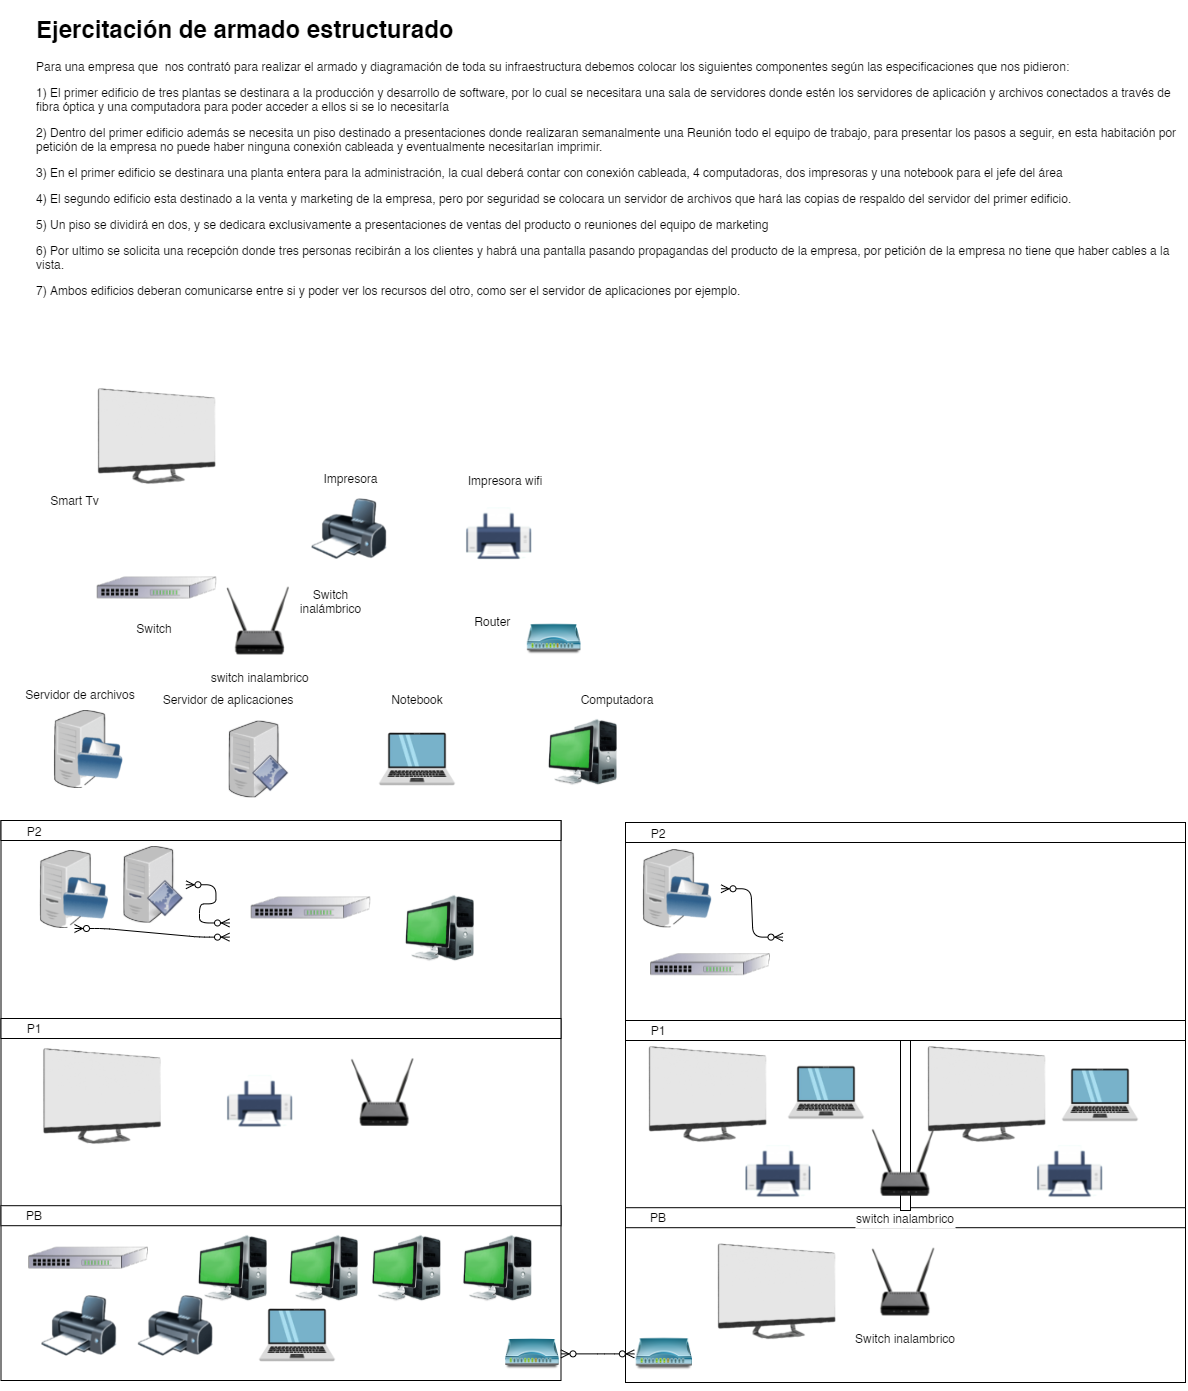 Ejercitación de armado estructurado
Para una empresa que  nos contrató para realizar el armado y diagramación de toda su infraestructura debemos colocar los siguientes componentes según las especificaciones que nos pidieron:
1) El primer edificio de tres plantas se destinara a la producción y desarrollo de software, por lo cual se necesitara una sala de servidores donde estén los servidores de aplicación y archivos conectados a través de
fibra óptica y una computadora para poder acceder a ellos si se lo necesitaría
2) Dentro del primer edificio además se necesita un piso destinado a presentaciones donde realizaran semanalmente una Reunión todo el equipo de trabajo, para presentar los pasos a seguir, en esta habitación por
petición de la empresa no puede haber ninguna conexión cableada y eventualmente necesitarían imprimir.
3) En el primer edificio se destinara una planta entera para la administración, la cual deberá contar con conexión cableada, 4 computadoras, dos impresoras y una notebook para el jefe del área
4) El segundo edificio esta destinado a la venta y marketing de la empresa, pero por seguridad se colocara un servidor de archivos que hará las copias de respaldo del servidor del primer edificio.
5) Un piso se dividirá en dos, y se dedicara exclusivamente a presentaciones de ventas del producto o reuniones del equipo de marketing
6) Por ultimo se solicita una recepción donde tres personas recibirán a los clientes y habrá una pantalla pasando propagandas del producto de la empresa, por petición de la empresa no tiene que haber cables a la
vista.
7) Ambos edificios deberan comunicarse entre si y poder ver los recursos del otro, como ser el servidor de aplicaciones por ejemplo.
Smart Tv
Impresora
Impresora wifi
Switch
Switch
inalámbrico
Router
switch inalambrico
Servidor de archivos
Servidor de aplicaciones
Notebook
Computadora
P2
P2
P1
P1
PB
PB
switch inalambrico
Switch inalambrico